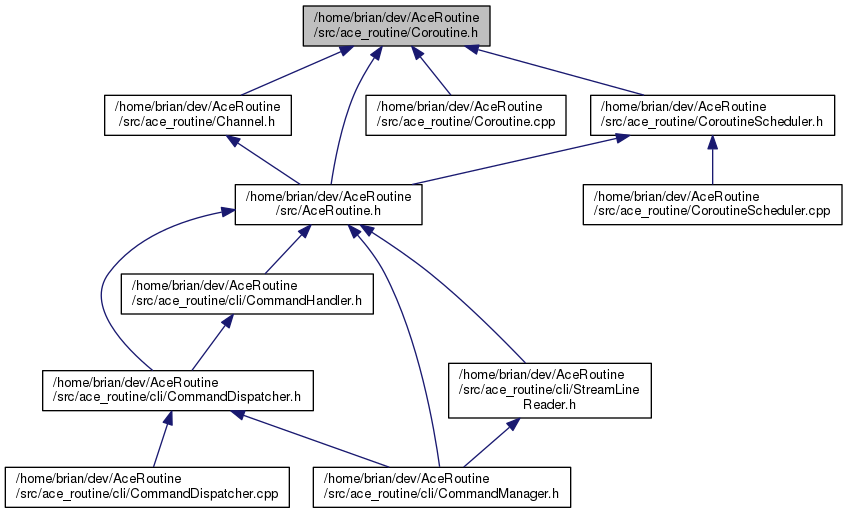 /home/brian/dev/AceRoutine
/src/ace_routine/Coroutine.h
/home/brian/dev/AceRoutine
/src/ace_routine/Channel.h
/home/brian/dev/AceRoutine
/src/ace_routine/Coroutine.cpp
/home/brian/dev/AceRoutine
/src/ace_routine/CoroutineScheduler.h
/home/brian/dev/AceRoutine
/src/AceRoutine.h
/home/brian/dev/AceRoutine
/src/ace_routine/CoroutineScheduler.cpp
/home/brian/dev/AceRoutine
/src/ace_routine/cli/CommandHandler.h
/home/brian/dev/AceRoutine
/src/ace_routine/cli/CommandDispatcher.h
/home/brian/dev/AceRoutine
/src/ace_routine/cli/StreamLine
Reader.h
/home/brian/dev/AceRoutine
/src/ace_routine/cli/CommandDispatcher.cpp
/home/brian/dev/AceRoutine
/src/ace_routine/cli/CommandManager.h